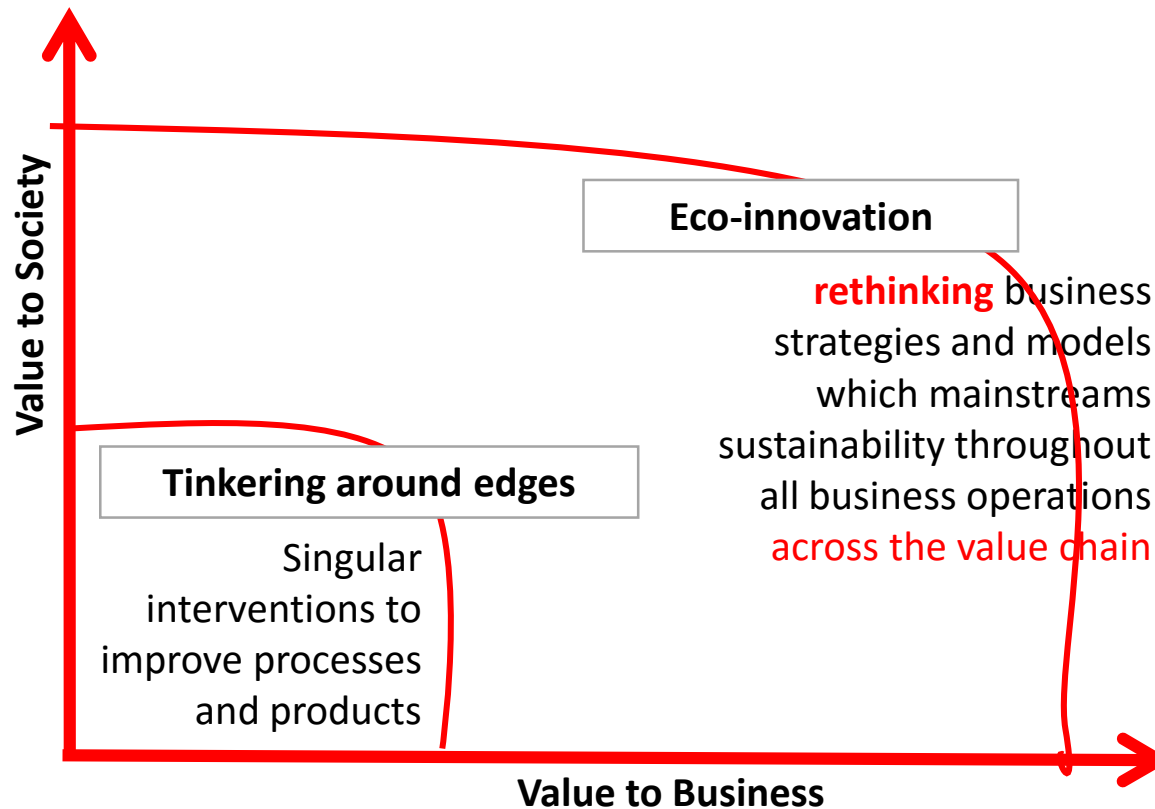 Value to Society
Eco-innovation
rethinking business
strategies and models
which mainstreams
sustainability throughout
all business operations
across the value chain
Tinkering around edges
Singular
interventions to
improve processes
and products
Value to Business